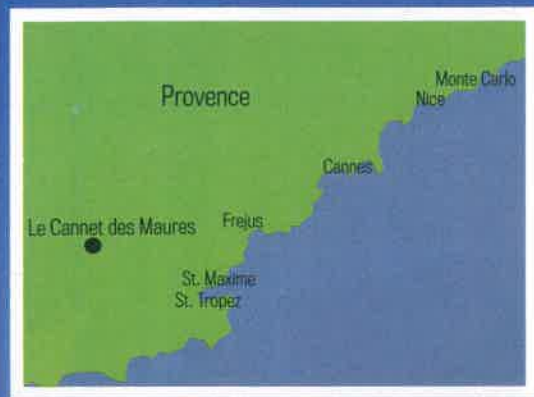 Provence
Monte Carlo
Nice
Cannes
Le Cannet des Maures
Frejus
St. Maxime
St. Tropez